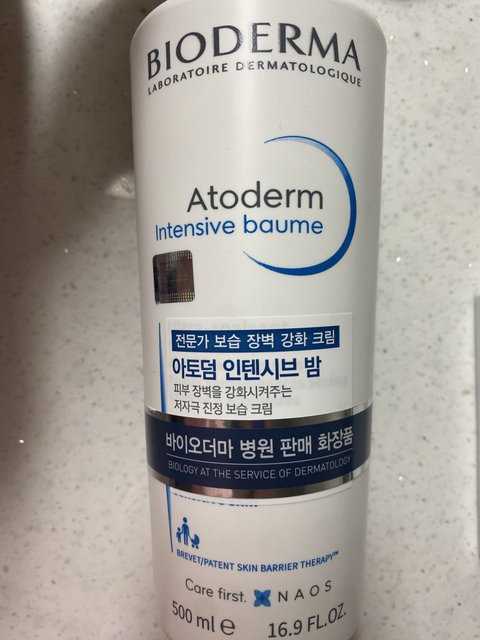 BIODERMA
LABORATOIRE DERMATOLOGIQUE
Atoderm
Intensive baume
전문가 보습 장벽 강화 크림
아토덤 인텐시브 밤
피부 장벽을 강화시켜주는
저자극 진정 보습 크림
바이오더마 병원 판매 화장품
BIOLOGY AT THE SERVICE OF DERMATOLOGY
BREVET/PATENT SKIN BARRIER THERAPY™
Care first. NAOS
500 ml e 16.9 FL.OZ.